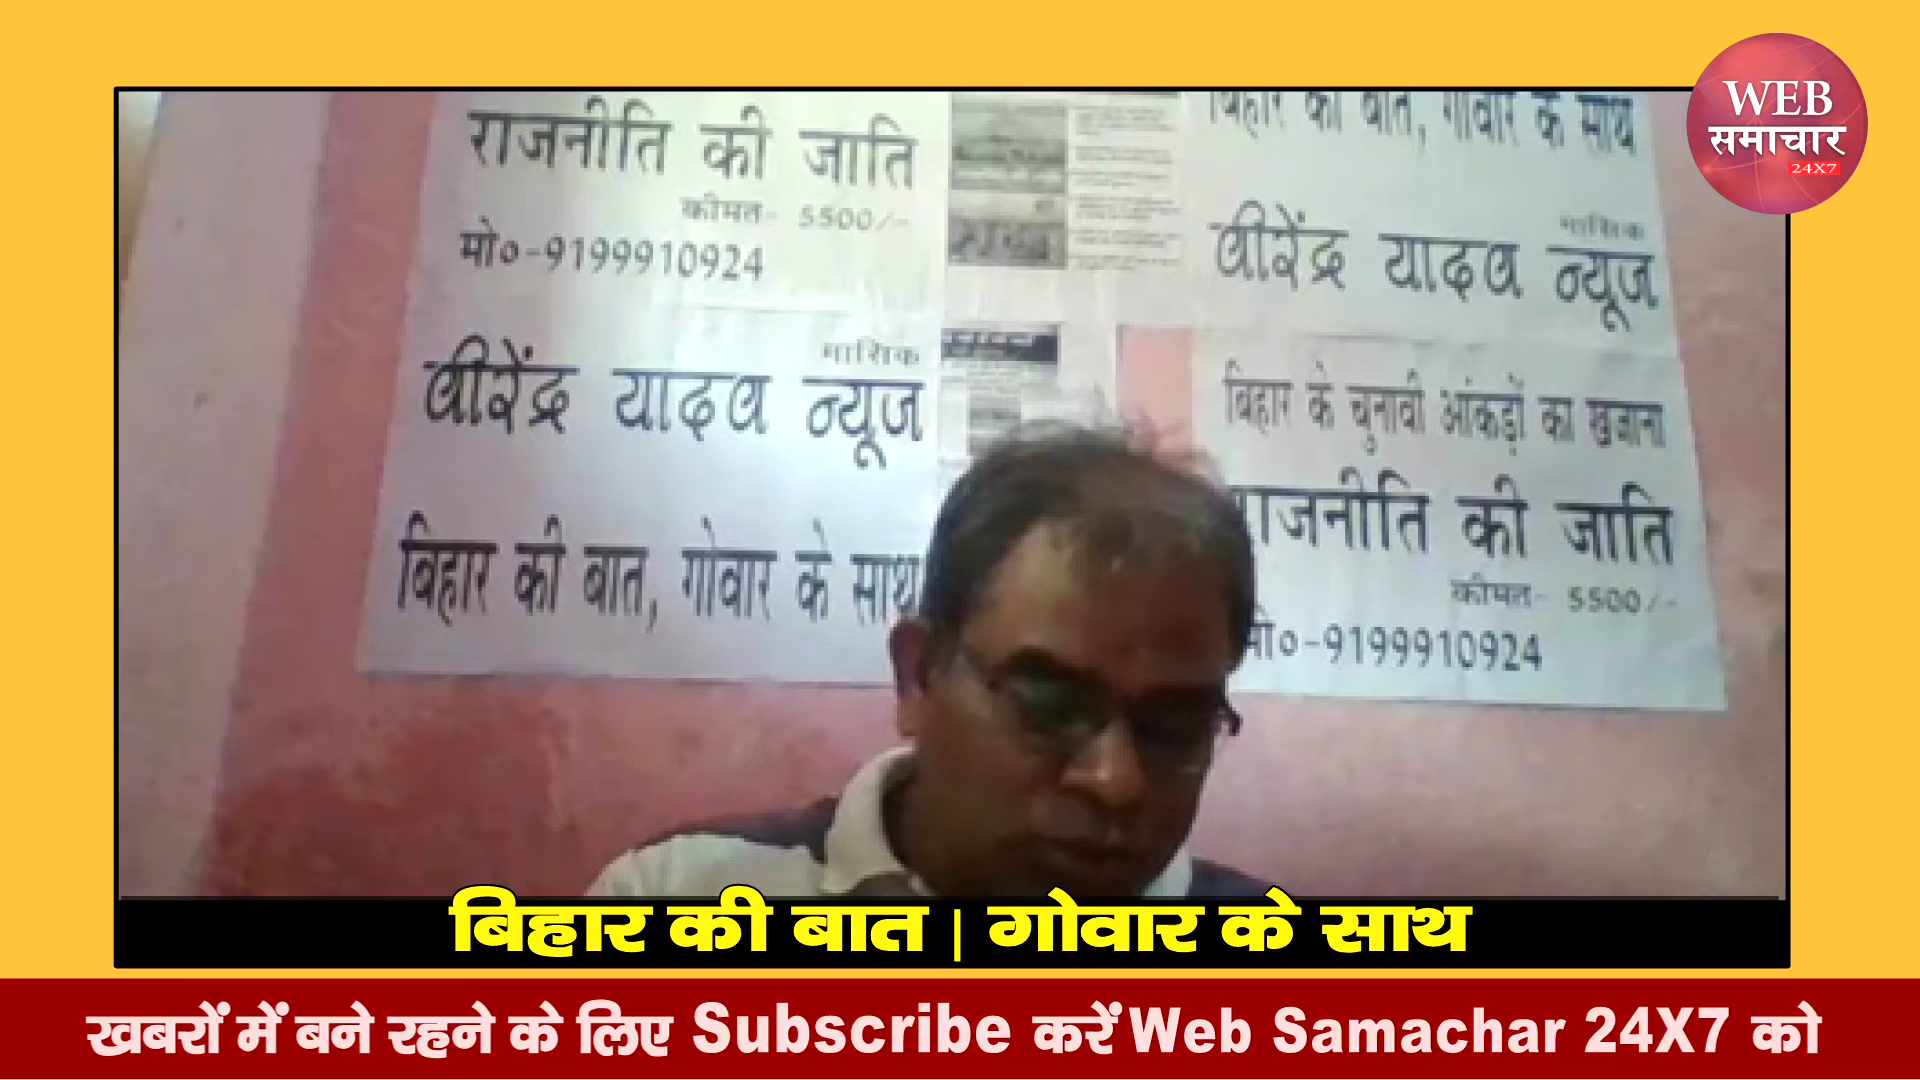 WEB
समाचार
24X7
राजनीति की जाति
कीमत- 5500/-
मो०-9199910924
मासिक
वीरेंद्र यादव न्यूज
बिहार की बात, गोवार के साथ
बिहार की बात, गोवार के साथ
मासिक
वीरेंद्र यादव न्यूज
बिहार के चुनावी आंकड़ों का खजाना
राजनीति की जाति
कीमत- 5500/-
मो०-9199910924
बिहार की बात | गोवार के साथ
खबरों में बने रहने के लिए Subscribe करें Web Samachar 24X7 को